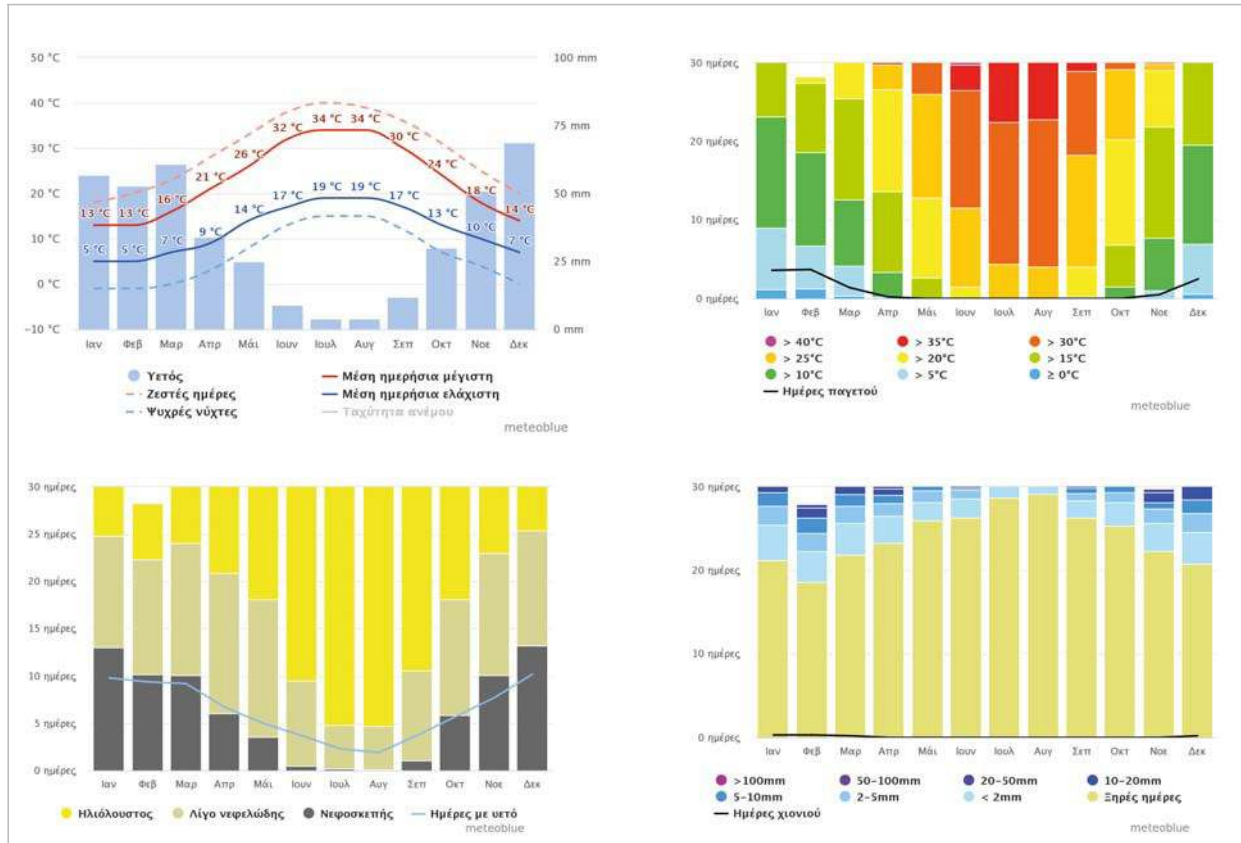 50 °C
100 mm
40 °C
75 mm
30 °C
50 mm
20 °C
10 °C
25 mm
0 °C
-10 °C
0 mm
34 °C 34 °C
32 °C
30 °C
26 °C
24 °C
21 °C
18 °C
16 °C
13 °C 13 °C
14 °C
19 °C 19 °C
17 °C
17 °C
14 °C
13 °C
10 °C
9 °C
7 °C
7 °C
5 °C 5 °C
Ιαν Φεβ Μαρ Απρ Μάι Ιουν Ιουλ Αυγ Σεπ Οκτ Νοε Δεκ
Υετός
Μέση ημερήσια μέγιστη
Ζεστές ημέρες
Μέση ημερήσια ελάχιστη
Ψυχρές νύχτες
Ταχύτητα ανέμου
meteoblue
30 ημέρες
20 ημέρες
10 ημέρες
0 ημέρες
Ιαν Φεβ Μαρ Απρ Μάι Ιουν Ιουλ Αυγ Σεπ Οκτ Νοε Δεκ
> 40°C > 35°C > 30°C
> 25°C > 20°C > 15°C
> 10°C > 5°C ≥ 0°C
Ημέρες παγετού
meteoblue
30 ημέρες
25 ημέρες
20 ημέρες
15 ημέρες
10 ημέρες
5 ημέρες
0 ημέρες
Ιαν Φεβ Μαρ Απρ Μάι Ιουν Ιουλ Αυγ Σεπ Οκτ Νοε Δεκ
Ηλιόλουστος Λίγο νεφελώδης Νεφοσκεπής Ημέρες με υετό
meteoblue
30 ημέρες
20 ημέρες
10 ημέρες
0 ημέρες
Ιαν Φεβ Μαρ Απρ Μάι Ιουν Ιουλ Αυγ Σεπ Οκτ Νοε Δεκ
>100mm 50-100mm 20-50mm 10-20mm
5-10mm 2-5mm < 2mm Ξηρές ημέρες
Ημέρες χιονιού
meteoblue